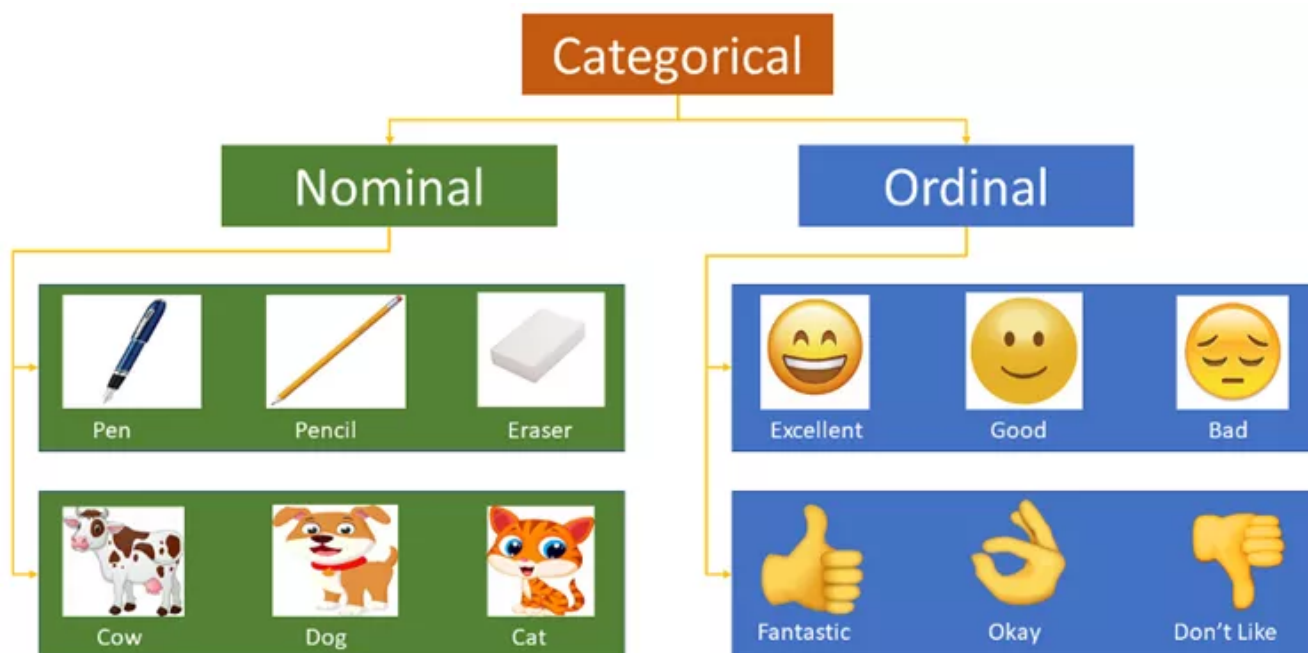 Categorical
Nominal
Ordinal
Pen
Pencil
Eraser
Excellent
Good
Bad
Cow
Dog
Cat
Fantastic
Okay
Don't Like